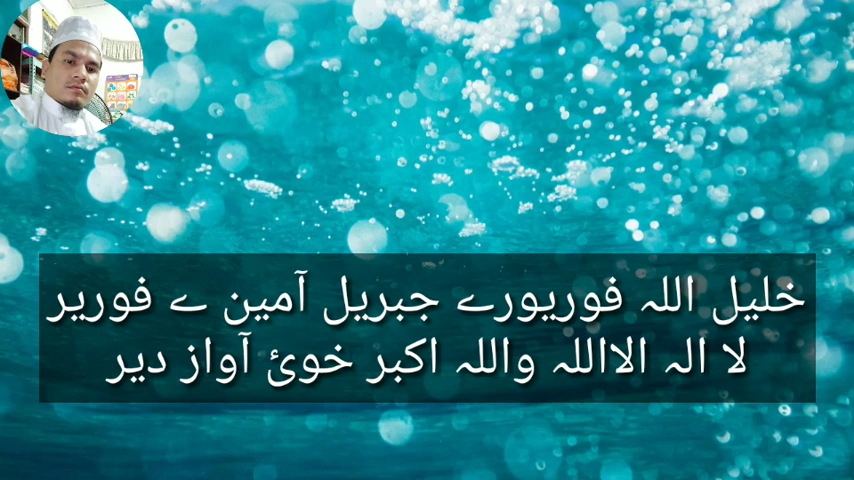 خلیل اللہ فوریورے جبریل آمین ے فوریر
لا الہ الااللہ واللہ اکبر خوئ آواز دیر